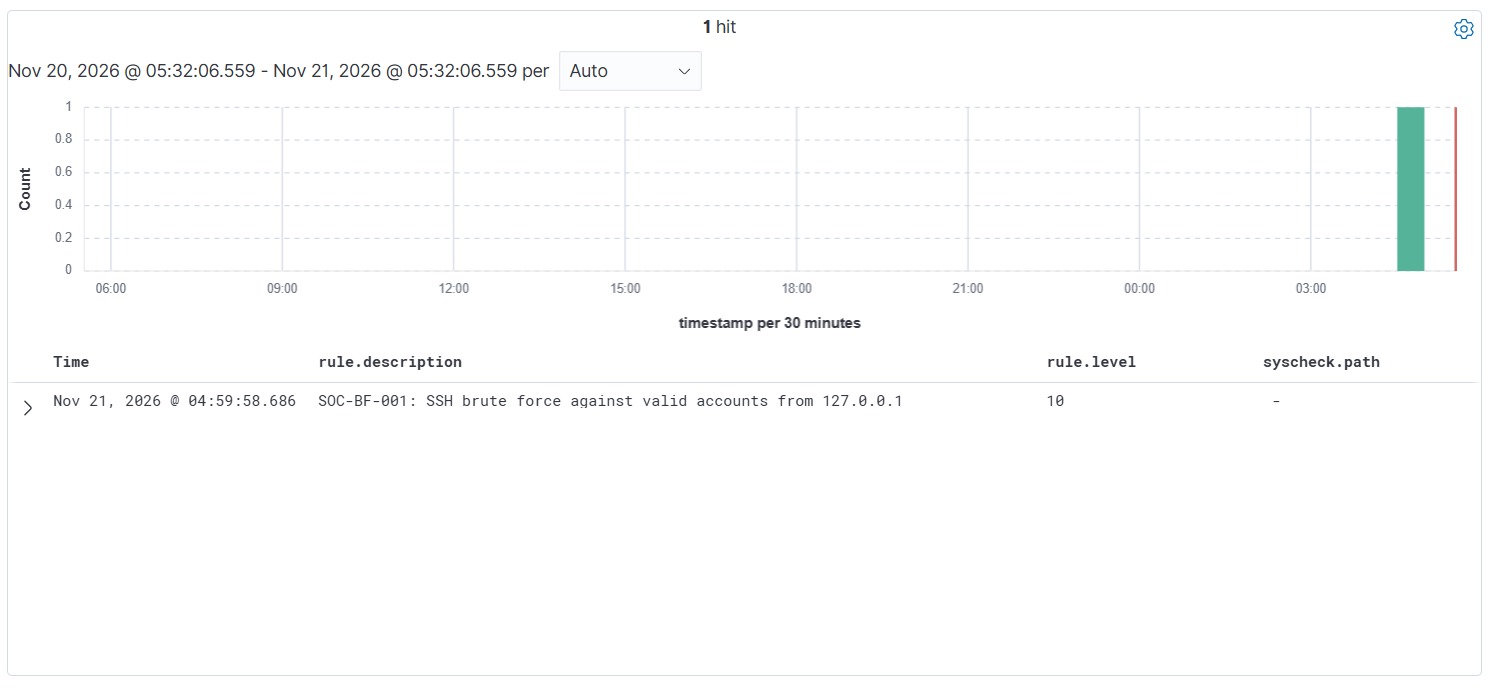 1 hit
Nov 20, 2026 @ 05:32:06.559 - Nov 21, 2026 @ 05:32:06.559 per Auto
1
0.8
0.6
0.4
0.2
0
Count
06:00 09:00 12:00 15:00 18:00 21:00 00:00 03:00
timestamp per 30 minutes
Time rule.description rule.level syscheck.path
Nov 21, 2026 @ 04:59:58.686 SOC-BF-001: SSH brute force against valid accounts from 127.0.0.1 10 -